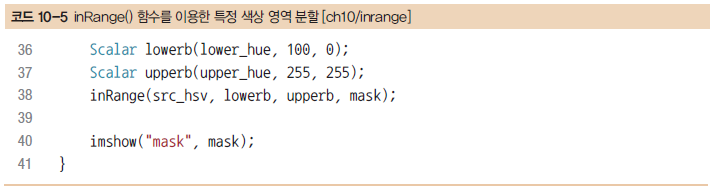 코드 10-5 inRange() 함수를 이용한 특정 색상 영역 분할 [ch10/inrange]
36 Scalar lowerb(lower_hue, 100, 0);
37 Scalar upperb(upper_hue, 255, 255);
38 inRange(src_hsv, lowerb, upperb, mask);
39
40 imshow("mask", mask);
41 }